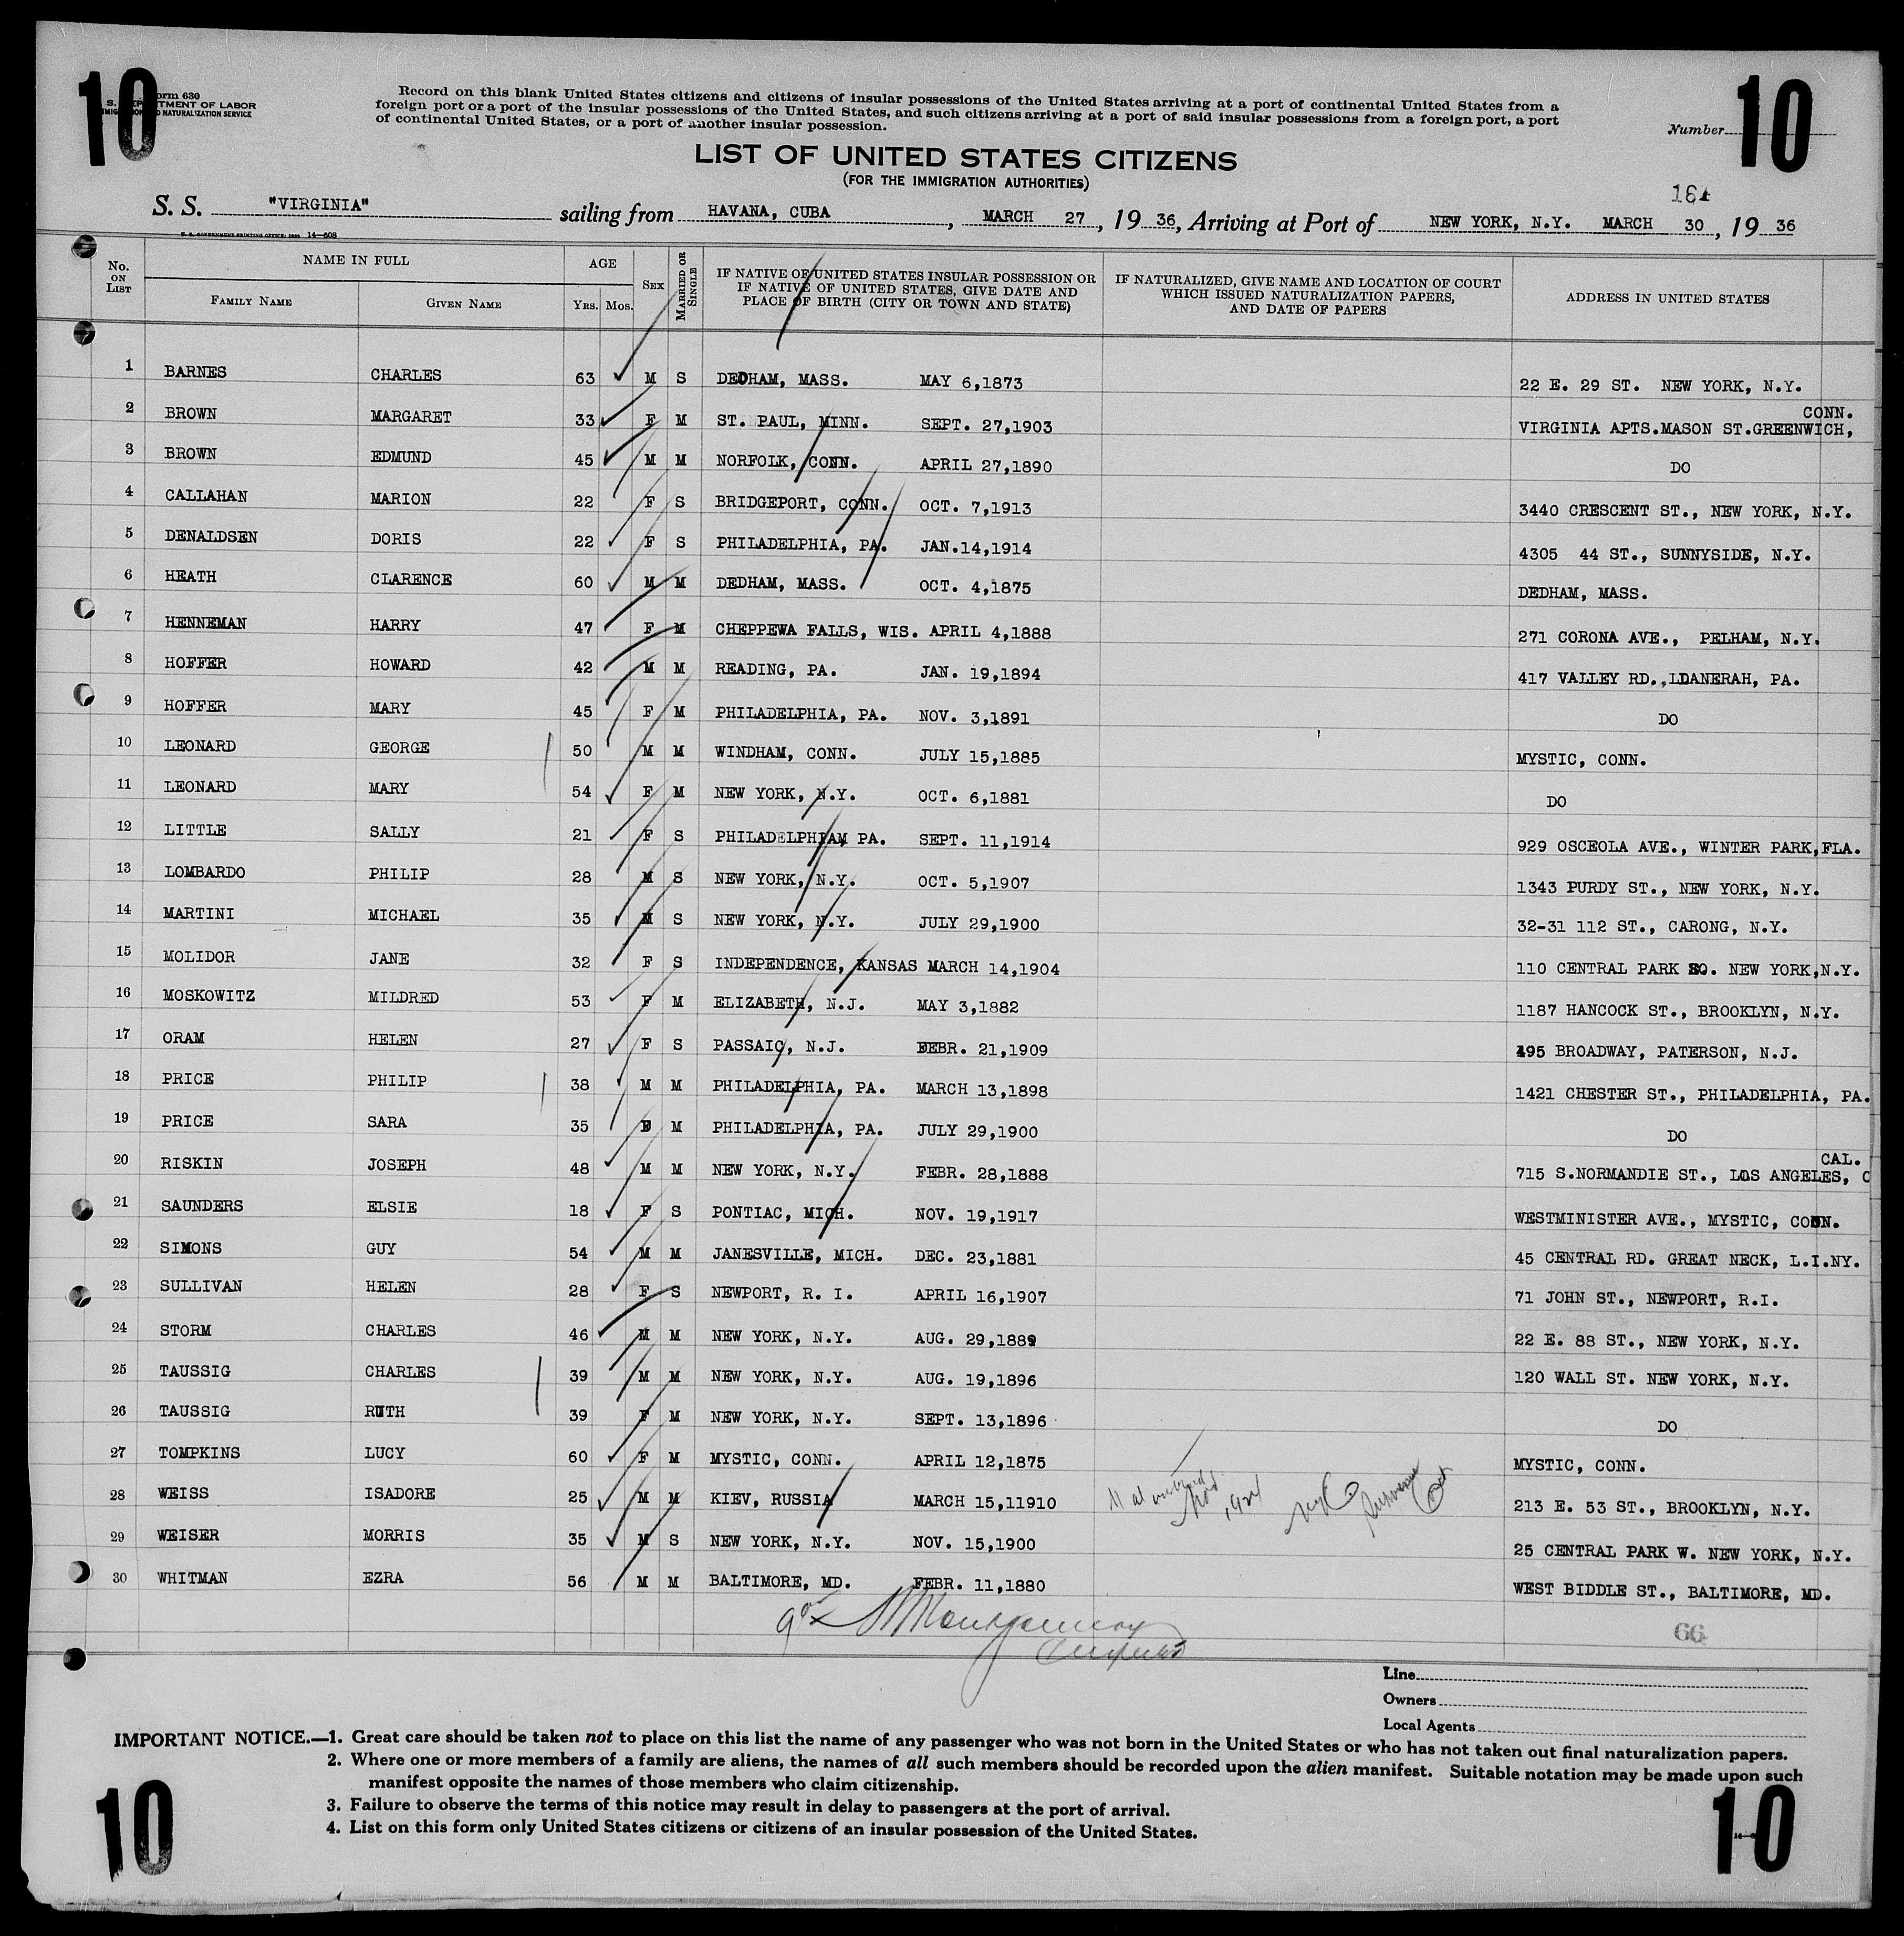 10
10
Form 630
U. S. DEPARTMENT OF LABOR
IMMIGRATION AND NATURALIZATION SERVICE
Record on this blank United States citizens and citizens of insular possessions of the United States arriving at a port of continental United States from a
foreign port or a port of the insular possessions of the United States, and such citizens arriving at a port of said insular possessions from a foreign port, a port
of continental United States, or a port of another insular possession.
Number
LIST OF UNITED STATES CITIZENS
(FOR THE IMMIGRATION AUTHORITIES)
S. S. "VIRGINIA" sailing from HAVANA, CUBA, MARCH 27, 19 36, Arriving at Port of NEW YORK, N.Y. MARCH 30, 19 36
U. S. GOVERNMENT PRINTING OFFICE: 14—608
No. ON LIST NAME IN FULL FAMILY NAME GIVEN NAME AGE YRS. MOS. SEX MARRIED OR SINGLE IF NATIVE OF UNITED STATES INSULAR POSSESSION OR IF NATIVE OF UNITED STATES, GIVE DATE AND PLACE OF BIRTH (CITY OR TOWN AND STATE) IF NATURALIZED, GIVE NAME AND LOCATION OF COURT WHICH ISSUED NATURALIZATION PAPERS, AND DATE OF PAPERS ADDRESS IN UNITED STATES
1 BARNES CHARLES 63 M S DEDHAM, MASS. MAY 6,1873 22 E. 29 ST. NEW YORK, N.Y.
2 BROWN MARGARET 33 F M ST. PAUL, MINN. SEPT. 27,1903 VIRGINIA APTS.MASON ST.GREENWICH, CONN.
3 BROWN EDMUND 45 M M NORFOLK, CONN. APRIL 27,1890 DO
4 CALLAHAN MARION 22 F S BRIDGEPORT, CONN. OCT. 7,1913 3440 CRESCENT ST., NEW YORK, N.Y.
5 DENALDSEN DORIS 22 F S PHILADELPHIA, PA. JAN.14,1914 4305 44 ST., SUNNYSIDE, N.Y.
6 HEATH CLARENCE 60 M M DEDHAM, MASS. OCT. 4,1875 DEDHAM, MASS.
7 HENNEMAN HARRY 47 F M CHEPPEWA FALLS, WIS. APRIL 4,1888 271 CORONA AVE., PELHAM, N.Y.
8 HOFFER HOWARD 42 M M READING, PA. JAN. 19,1894 417 VALLEY RD.,LDANERAH, PA.
9 HOFFER MARY 45 F M PHILADELPHIA, PA. NOV. 3,1891 DO
10 LEONARD GEORGE 50 M M WINDHAM, CONN. JULY 15,1885 MYSTIC, CONN.
11 LEONARD MARY 54 F M NEW YORK, N.Y. OCT. 6,1881 DO
12 LITTLE SALLY 21 F S PHILADELPHIAM PA. SEPT. 11,1914 929 OSCEOLA AVE., WINTER PARK,FLA.
13 LOMBARDO PHILIP 28 M S NEW YORK, N.Y. OCT. 5,1907 1343 PURDY ST., NEW YORK, N.Y.
14 MARTINI MICHAEL 35 M S NEW YORK, N.Y. JULY 29,1900 32-31 112 ST., CARONG, N.Y.
15 MOLIDOR JANE 32 F S INDEPENDENCE, KANSAS MARCH 14,1904 110 CENTRAL PARK SO. NEW YORK,N.Y.
16 MOSKOWITZ MILDRED 53 F M ELIZABETH, N.J. MAY 3,1882 1187 HANCOCK ST., BROOKLYN, N.Y.
17 ORAM HELEN 27 F S PASSAIC, N.J. FEBR. 21,1909 495 BROADWAY, PATERSON, N.J.
18 PRICE PHILIP 38 M M PHILADELPHIA, PA. MARCH 13,1898 1421 CHESTER ST., PHILADELPHIA, PA.
19 PRICE SARA 35 F M PHILADELPHIA, PA. JULY 29,1900 DO
20 RISKIN JOSEPH 48 M M NEW YORK, N.Y. FEBR. 28,1888 715 S.NORMANDIE ST., LOS ANGELES, C CAL.
21 SAUNDERS ELSIE 18 F S PONTIAC, MICH. NOV. 19,1917 WESTMINISTER AVE., MYSTIC, CONN.
22 SIMONS GUY 54 M M JANESVILLE, MICH. DEC. 23,1881 45 CENTRAL RD. GREAT NECK, L.I.NY.
23 SULLIVAN HELEN 28 F S NEWPORT, R. I. APRIL 16,1907 71 JOHN ST., NEWPORT, R.I.
24 STORM CHARLES 46 M M NEW YORK, N.Y. AUG. 29,1889 22 E. 88 ST., NEW YORK, N.Y.
25 TAUSSIG CHARLES 39 M M NEW YORK, N.Y. AUG. 19,1896 120 WALL ST. NEW YORK, N.Y.
26 TAUSSIG RUTH 39 F M NEW YORK, N.Y. SEPT. 13,1896 DO
27 TOMPKINS LUCY 60 F M MYSTIC, CONN. APRIL 12,1875 MYSTIC, CONN.
28 WEISS ISADORE 25 M M KIEV, RUSSIA MARCH 15,11910 NYC Supreme Court 213 E. 53 ST., BROOKLYN, N.Y.
29 WEISER MORRIS 35 M S NEW YORK, N.Y. NOV. 15,1900 25 CENTRAL PARK W. NEW YORK, N.Y.
30 WHITMAN EZRA 56 M M BALTIMORE, MD. FEBR. 11,1880 WEST BIDDLE ST., BALTIMORE, MD.
Montgomery
66
Line
Owners
Local Agents
IMPORTANT NOTICE.—1. Great care should be taken not to place on this list the name of any passenger who was not born in the United States or who has not taken out final naturalization papers.
2. Where one or more members of a family are aliens, the names of all such members should be recorded upon the alien manifest. Suitable notation may be made upon such
manifest opposite the names of those members who claim citizenship.
3. Failure to observe the terms of this notice may result in delay to passengers at the port of arrival.
4. List on this form only United States citizens or citizens of an insular possession of the United States.
10
10